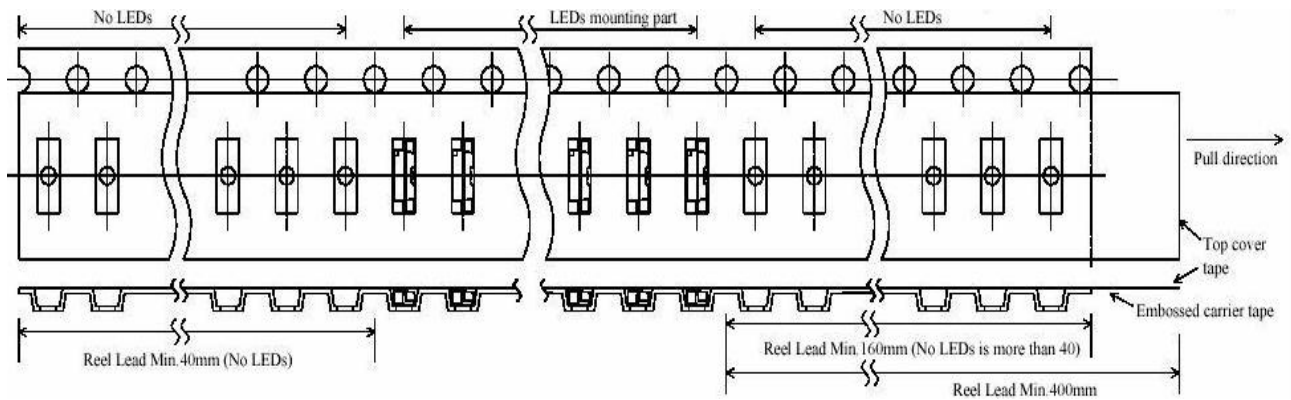 No LEDs
LEDs mounting part
No LEDs
Pull direction
Top cover
tape
Embossed carrier tape
Reel Lead Min.40mm (No LEDs)
Reel Lead Min.160mm (No LEDs is more than 40)
Reel Lead Min.400mm